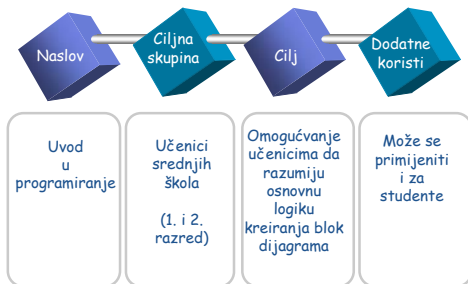 Naslov
Ciljna
skupina
Cilj
Dodatne
koristi
Uvod
u
programiranje
Učenici
srednjih
škola
(1. i 2.
razred)
Omogućvanje
učenicima da
razumiju
osnovnu
logiku
kreiranja blok
dijagrama
Može se
primijeniti
i za
studente